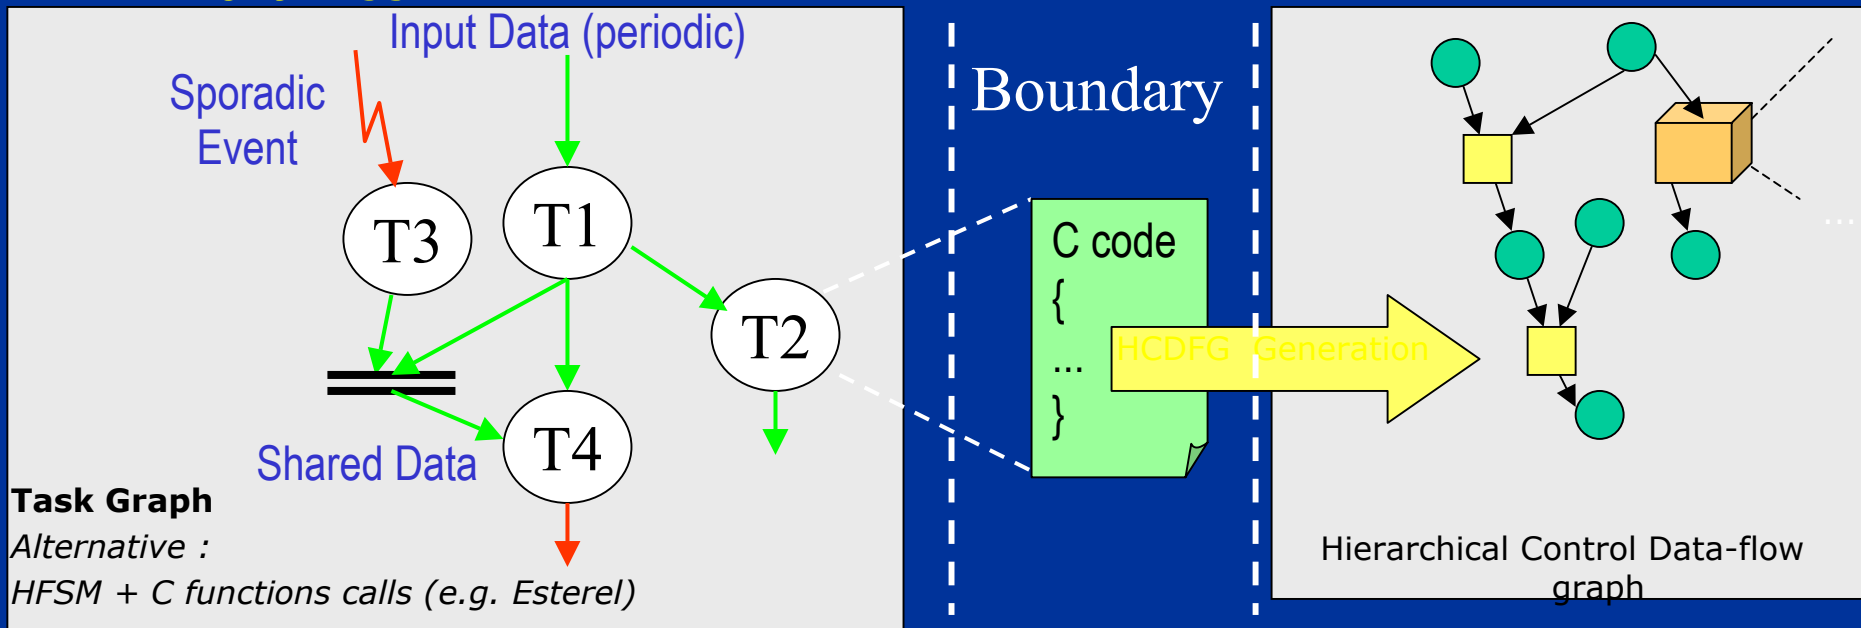 Input Data (periodic)
Sporadic
Event
T3
T1
T2
T4
Shared Data
Task Graph
Alternative :
HFSM + C functions calls (e.g. Esterel)
Boundary
C code
{
...
}
HCDFG Generation
...
Hierarchical Control Data-flow
graph